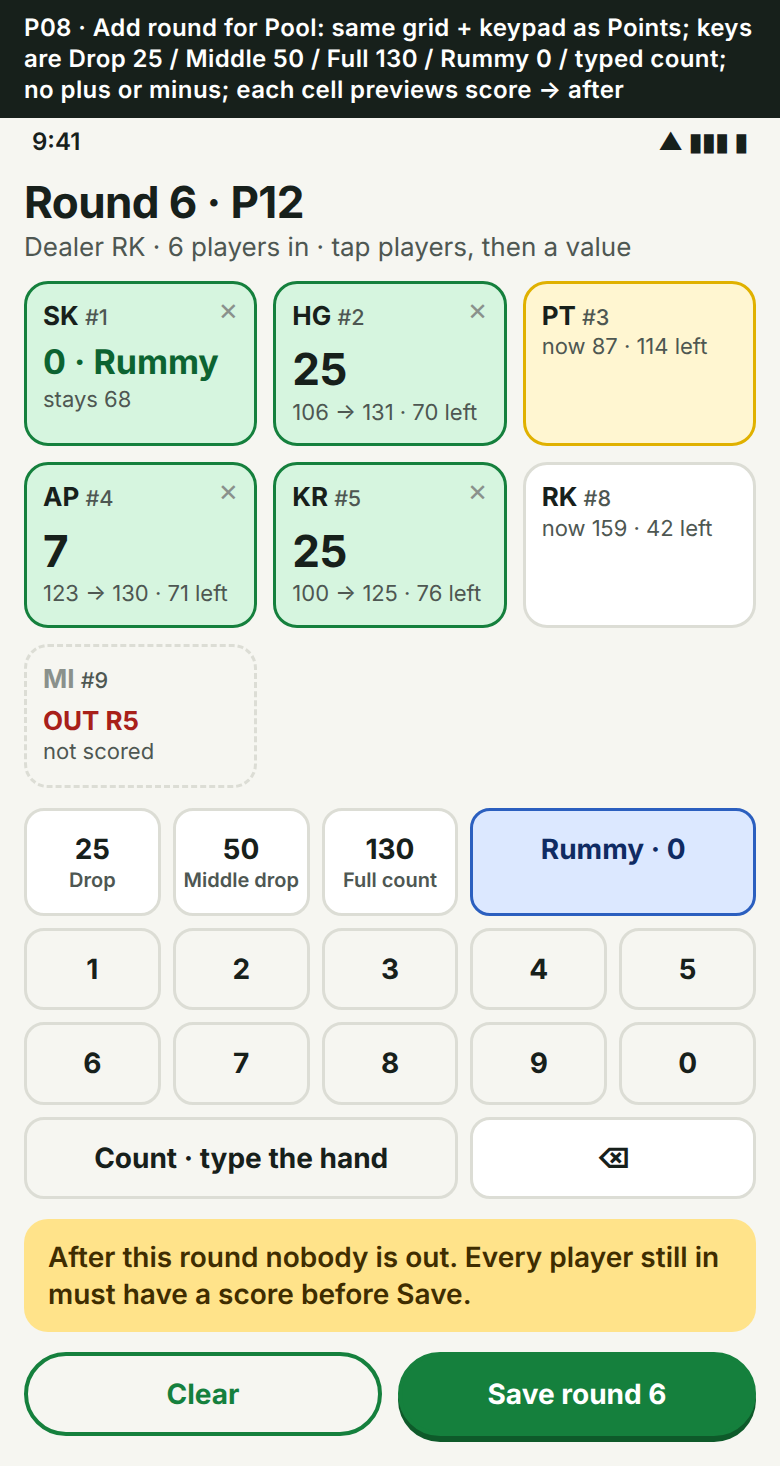 P08 · Add round for Pool: same grid + keypad as Points; keys
are Drop 25 / Middle 50 / Full 130 / Rummy 0 / typed count;
no plus or minus; each cell previews score → after
9:41
Round 6 · P12
Dealer RK · 6 players in · tap players, then a value
SK #1 ✕
0 · Rummy
stays 68
HG #2 ✕
25
106 → 131 · 70 left
PT #3
now 87 · 114 left
AP #4 ✕
7
123 → 130 · 71 left
KR #5 ✕
25
100 → 125 · 76 left
RK #8
now 159 · 42 left
MI #9
OUT R5
not scored
25
Drop
50
Middle drop
130
Full count
Rummy · 0
1 2 3 4 5
6 7 8 9 0
Count · type the hand ⌫
After this round nobody is out. Every player still in
must have a score before Save.
Clear
Save round 6